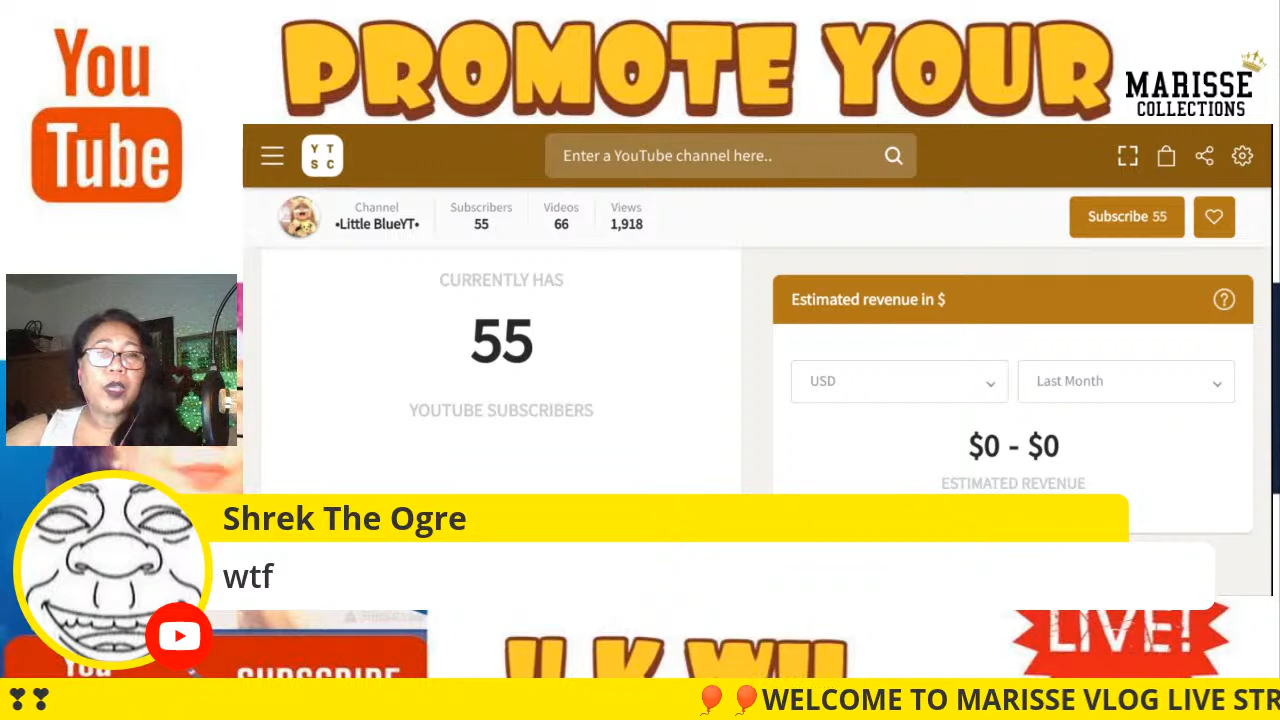 You
Tube
PROMOTE YOUR
MARISSE
COLLECTIONS
Y T
S C
Enter a YouTube channel here..
Channel
•Little BlueYT•
Subscribers
55
Videos
66
Views
1,918
Subscribe 55
CURRENTLY HAS
55
YOUTUBE SUBSCRIBERS
Estimated revenue in $
?
USD
Last Month
$0 - $0
ESTIMATED REVENUE
Shrek The Ogre
wtf
You
SUBSCRIBE
LIVE!
🎈🎈WELCOME TO MARISSE VLOG LIVE STR